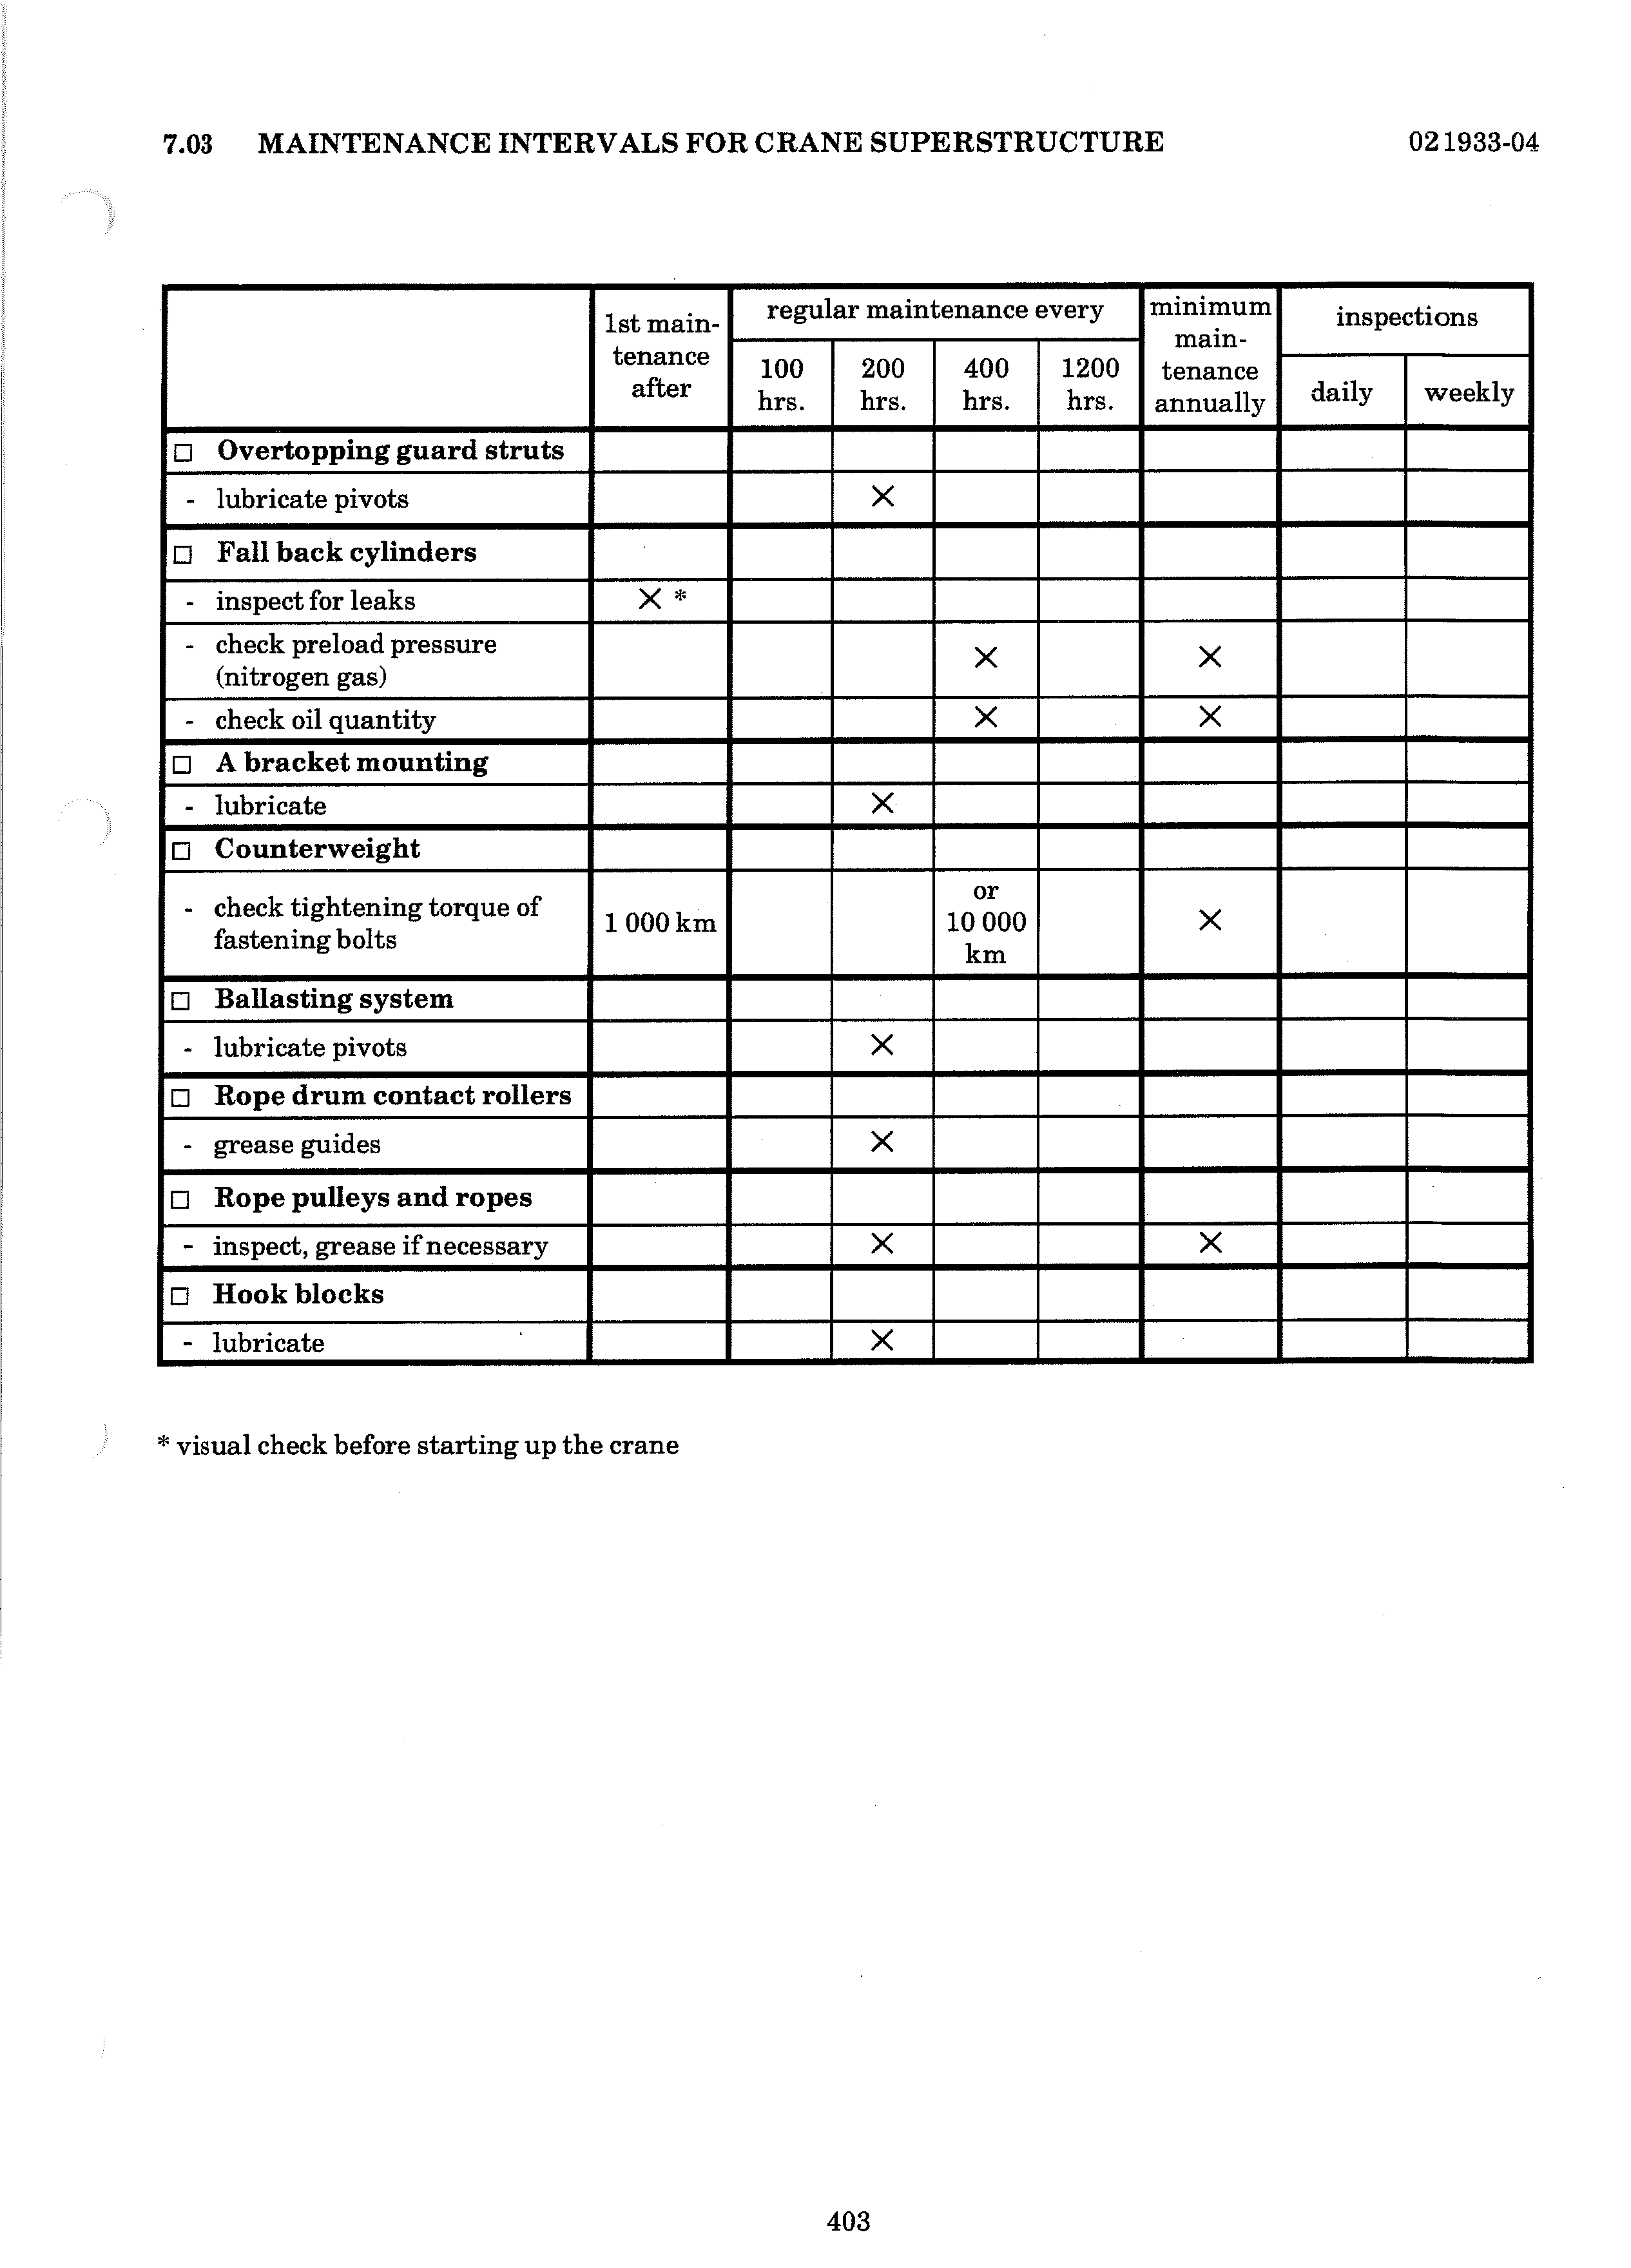 7.03 MAINTENANCE INTERVALS FOR CRANE SUPERSTRUCTURE 021933-04
1st main-
tenance
after
regular maintenance every
100
hrs.
200
hrs.
400
hrs.
1200
hrs.
minimum
main-
tenance
annually
inspections
daily weekly
□ Overtopping guard struts
- lubricate pivots ×
□ Fall back cylinders
- inspect for leaks × *
- check preload pressure
(nitrogen gas) × ×
- check oil quantity × ×
□ A bracket mounting
- lubricate ×
□ Counterweight
- check tightening torque of
fastening bolts
1 000 km
or
10 000
km
×
□ Ballasting system
- lubricate pivots ×
□ Rope drum contact rollers
- grease guides ×
□ Rope pulleys and ropes
- inspect, grease if necessary × ×
□ Hook blocks
- lubricate ×
* visual check before starting up the crane
403